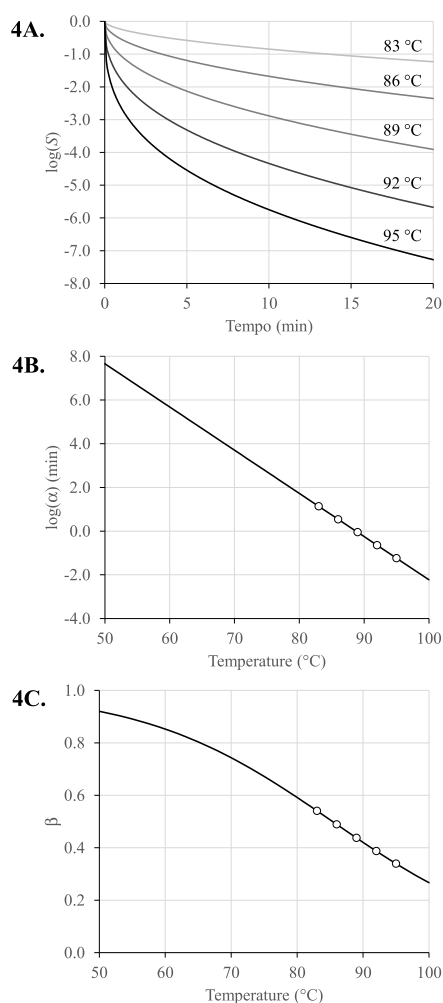 4A.
0.0
-1.0
-2.0
-3.0
-4.0
-5.0
-6.0
-7.0
-8.0
log(S)
83 °C
86 °C
89 °C
92 °C
95 °C
0 5 10 15 20
Tempo (min)
4B.
8.0
6.0
4.0
2.0
0.0
-2.0
-4.0
log(α) (min)
50 60 70 80 90 100
Temperature (°C)
4C.
1.0
0.8
0.6
0.4
0.2
0.0
β
50 60 70 80 90 100
Temperature (°C)